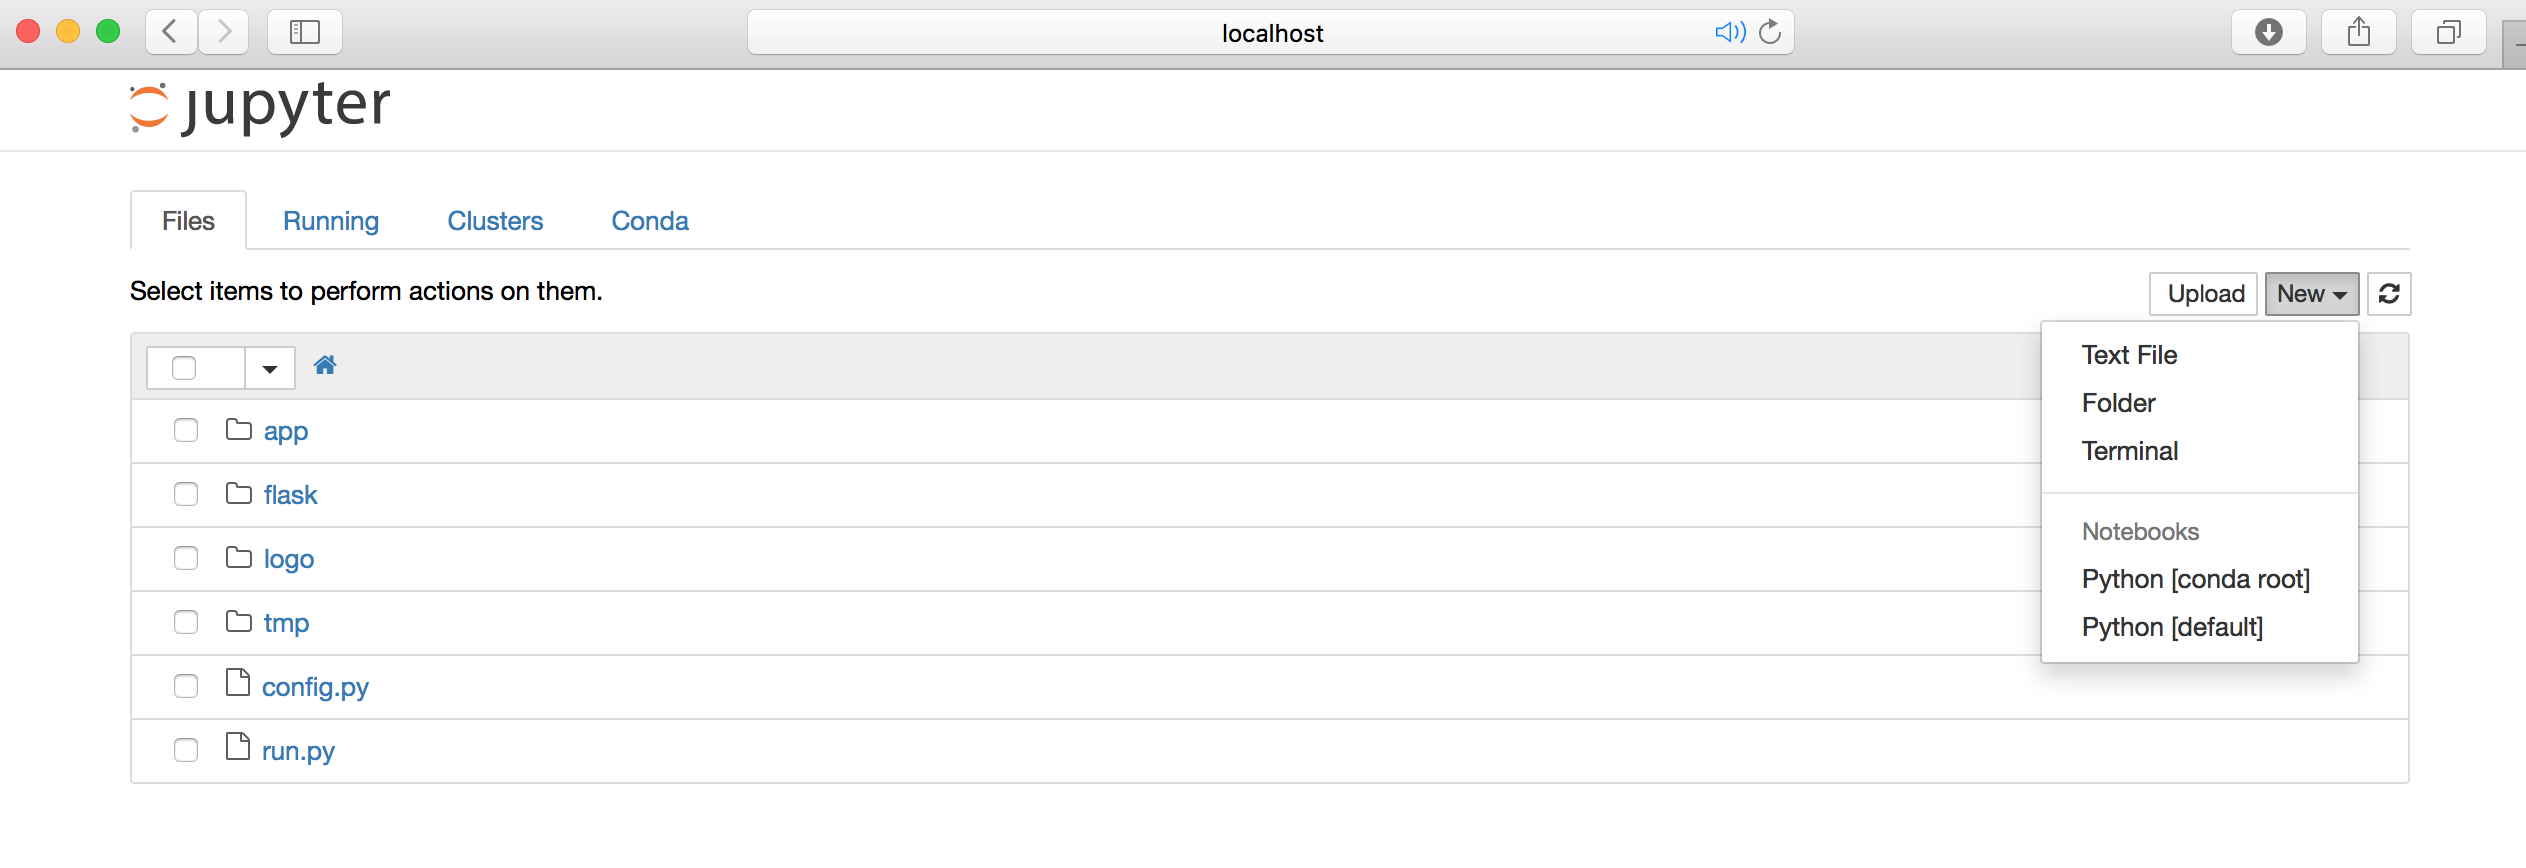 localhost
jupyter
Files Running Clusters Conda
Select items to perform actions on them.
Upload New
Text File
Folder
Terminal
Notebooks
Python [conda root]
Python [default]
app
flask
logo
tmp
config.py
run.py